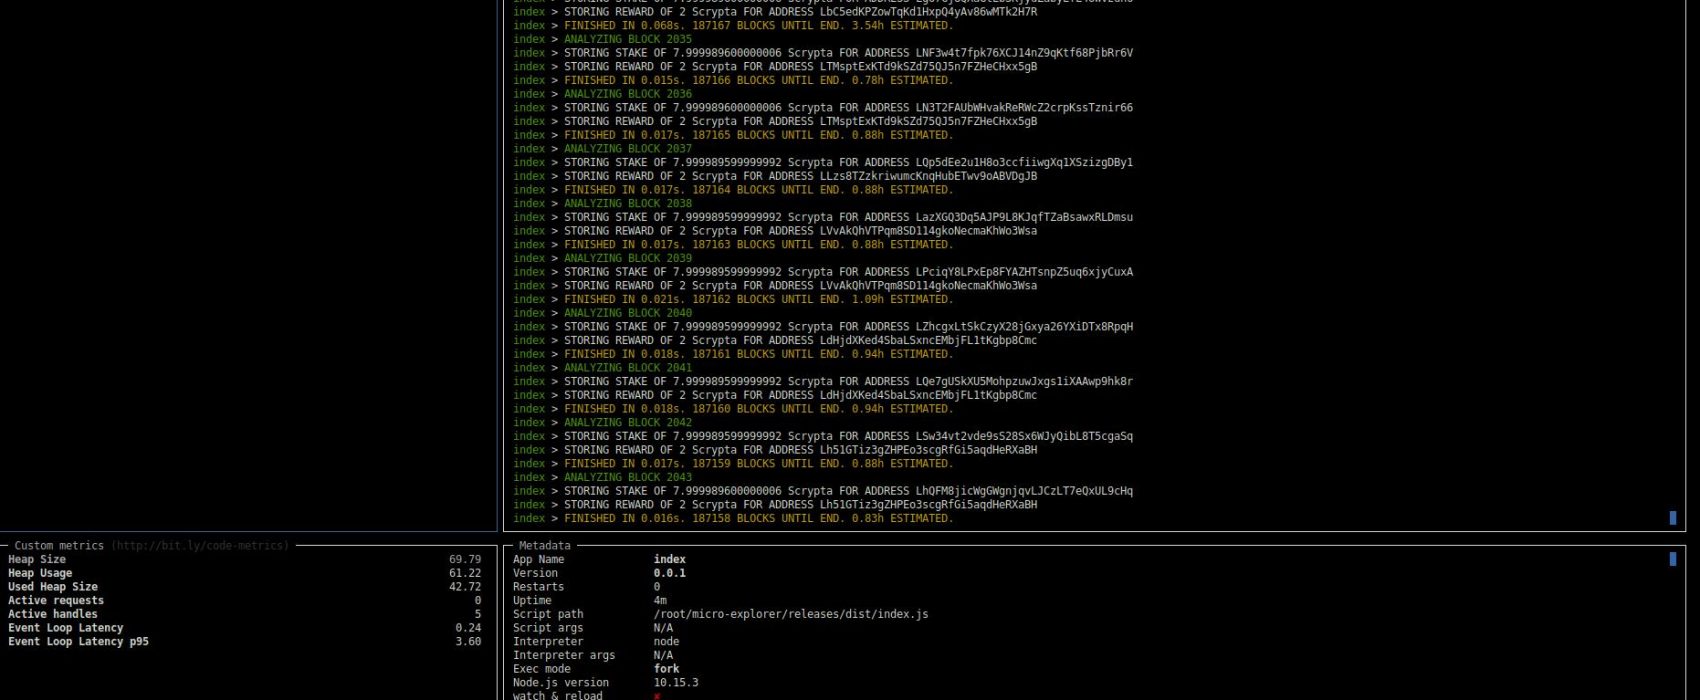 index > STORING REWARD OF 2 Scrypta FOR ADDRESS LbC5edKPZowTqKd1HxpQ4yAv86wMTk2H7R
index > FINISHED IN 0.068s. 187167 BLOCKS UNTIL END. 3.54h ESTIMATED.
index > ANALYZING BLOCK 2035
index > STORING STAKE OF 7.999989600000006 Scrypta FOR ADDRESS LNF3w4t7fpk76XCJ14nZ9qKtf68PjbRr6V
index > STORING REWARD OF 2 Scrypta FOR ADDRESS LTMsptExKTd9kSZd75QJ5n7FZHeCHxx5gB
index > FINISHED IN 0.015s. 187166 BLOCKS UNTIL END. 0.78h ESTIMATED.
index > ANALYZING BLOCK 2036
index > STORING STAKE OF 7.999989600000006 Scrypta FOR ADDRESS LN3T2FAUbWHvakReRWcZ2crpKssTznir66
index > STORING REWARD OF 2 Scrypta FOR ADDRESS LTMsptExKTd9kSZd75QJ5n7FZHeCHxx5gB
index > FINISHED IN 0.017s. 187165 BLOCKS UNTIL END. 0.88h ESTIMATED.
index > ANALYZING BLOCK 2037
index > STORING STAKE OF 7.999989599999992 Scrypta FOR ADDRESS LQp5dEe2u1H8o3ccfiiwgXq1XSzizgDBy1
index > STORING REWARD OF 2 Scrypta FOR ADDRESS LLzs8TZzkriwumcKnqHubETwv9oABVDgJB
index > FINISHED IN 0.017s. 187164 BLOCKS UNTIL END. 0.88h ESTIMATED.
index > ANALYZING BLOCK 2038
index > STORING STAKE OF 7.999989599999992 Scrypta FOR ADDRESS LazXGQ3Dq5AJP9L8KJqfTZaBsawxRLDmsu
index > STORING REWARD OF 2 Scrypta FOR ADDRESS LVvAkQhVTPqm8SD114gkoNecmaKhWo3Wsa
index > FINISHED IN 0.017s. 187163 BLOCKS UNTIL END. 0.88h ESTIMATED.
index > ANALYZING BLOCK 2039
index > STORING STAKE OF 7.999989599999992 Scrypta FOR ADDRESS LPciqY8LPxEp8FYAZHTsnpZ5uq6xjyCuxA
index > STORING REWARD OF 2 Scrypta FOR ADDRESS LVvAkQhVTPqm8SD114gkoNecmaKhWo3Wsa
index > FINISHED IN 0.021s. 187162 BLOCKS UNTIL END. 1.09h ESTIMATED.
index > ANALYZING BLOCK 2040
index > STORING STAKE OF 7.999989599999992 Scrypta FOR ADDRESS LZhcgxLtSkCzyX28jGxya26YXiDTx8RpqH
index > STORING REWARD OF 2 Scrypta FOR ADDRESS LdHjdXKed4SbaLSxncEMbjFL1tKgbp8Cmc
index > FINISHED IN 0.018s. 187161 BLOCKS UNTIL END. 0.94h ESTIMATED.
index > ANALYZING BLOCK 2041
index > STORING STAKE OF 7.999989599999992 Scrypta FOR ADDRESS LQe7gUSkXU5MohpzuwJxgs1iXAAwp9hk8r
index > STORING REWARD OF 2 Scrypta FOR ADDRESS LdHjdXKed4SbaLSxncEMbjFL1tKgbp8Cmc
index > FINISHED IN 0.018s. 187160 BLOCKS UNTIL END. 0.94h ESTIMATED.
index > ANALYZING BLOCK 2042
index > STORING STAKE OF 7.999989599999992 Scrypta FOR ADDRESS LSw34vt2vde9sS28Sx6WJyQibL8T5cgaSq
index > STORING REWARD OF 2 Scrypta FOR ADDRESS Lh51GTiz3gZHPEo3scgRfGi5aqdHeRXaBH
index > FINISHED IN 0.017s. 187159 BLOCKS UNTIL END. 0.88h ESTIMATED.
index > ANALYZING BLOCK 2043
index > STORING STAKE OF 7.999989600000006 Scrypta FOR ADDRESS LhQFM8jicWgGWgnjqvLJCzLT7eQxUL9cHq
index > STORING REWARD OF 2 Scrypta FOR ADDRESS Lh51GTiz3gZHPEo3scgRfGi5aqdHeRXaBH
index > FINISHED IN 0.016s. 187158 BLOCKS UNTIL END. 0.83h ESTIMATED.
Custom metrics (http://bit.ly/code-metrics)
Heap Size 69.79
Heap Usage 61.22
Used Heap Size 42.72
Active requests 0
Active handles 5
Event Loop Latency 0.24
Event Loop Latency p95 3.60
Metadata
App Name index
Version 0.0.1
Restarts 0
Uptime 4m
Script path /root/micro-explorer/releases/dist/index.js
Script args N/A
Interpreter node
Interpreter args N/A
Exec mode fork
Node.js version 10.15.3
watch & reload ✘